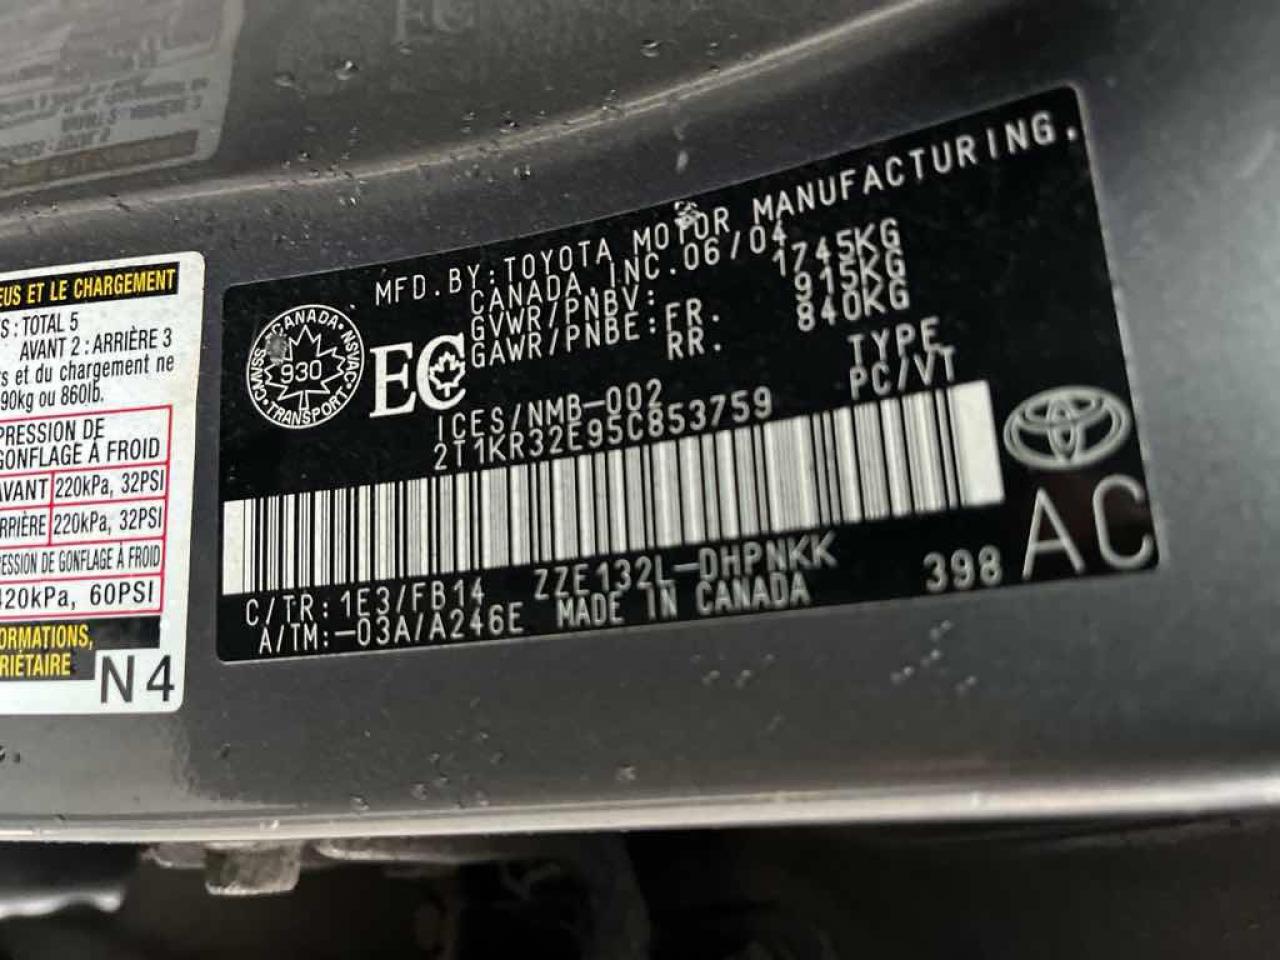 EUS ET LE CHARGEMENT
S : TOTAL 5
AVANT 2 : ARRIÈRE 3
s et du chargement ne
90kg ou 860lb.
PRESSION DE
GONFLAGE À FROID
AVANT 220kPa, 32PSI
RRIÈRE 220kPa, 32PSI
ESSION DE GONFLAGE À FROID
420kPa, 60PSI
ORMATIONS,
RIÉTAIRE
N4
MFD.BY:TOYOTA MOTOR MANUFACTURING.
CANADA,INC.06/04
GVWR/PNBV: 1745KG
GAWR/PNBE:FR. 915KG
RR. 840KG
CANADA
NSVAC
TRANSPORT
CMVSS
930
EC
ICES/NMB-002
TYPE
2T1KR32E95C853759
PC/VT
C/TR:1E3/FB14 ZZE132L-DHPNKK
A/TM:-03A/A246E MADE IN CANADA
398
AC